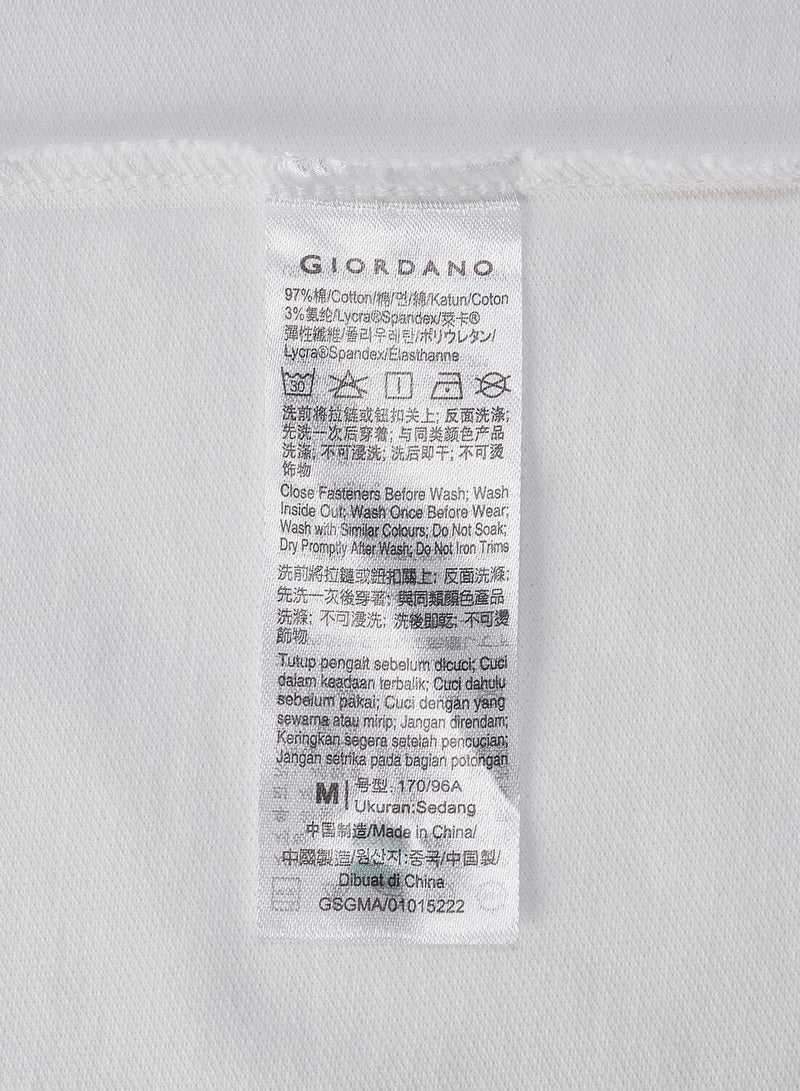 GIORDANO
97%棉/Cotton/棉/면/綿/Katun/Coton
3%氨纶/Lycra®Spandex/萊卡®
彈性纖維/폴리우레탄/ポリウレタン/
Lycra®Spandex/Elasthanne
30
洗前将拉链或钮扣关上; 反面洗涤;
先洗一次后穿着; 与同类颜色产品
洗涤; 不可浸洗; 洗后即干; 不可烫
饰物
Close Fasteners Before Wash; Wash
Inside Out; Wash Once Before Wear;
Wash with Similar Colours; Do Not Soak;
Dry Promptly After Wash; Do Not Iron Trims
洗前將拉鏈或鈕扣關上; 反面洗滌;
先洗一次後穿著; 與同類顏色產品
洗滌; 不可浸洗; 洗後即乾; 不可燙
飾物
Tutup pengait sebelum dicuci; Cuci
dalam keadaan terbalik; Cuci dahulu
sebelum pakai; Cuci dengan yang
sewarna atau mirip; Jangan direndam;
Keringkan segera setelah pencucian;
Jangan setrika pada bagian potongan
M 号型. 170/96A
Ukuran:Sedang
中国制造/Made in China/
中國製造/원산지:중국/中国製/
Dibuat di China
GSGMA/01015222